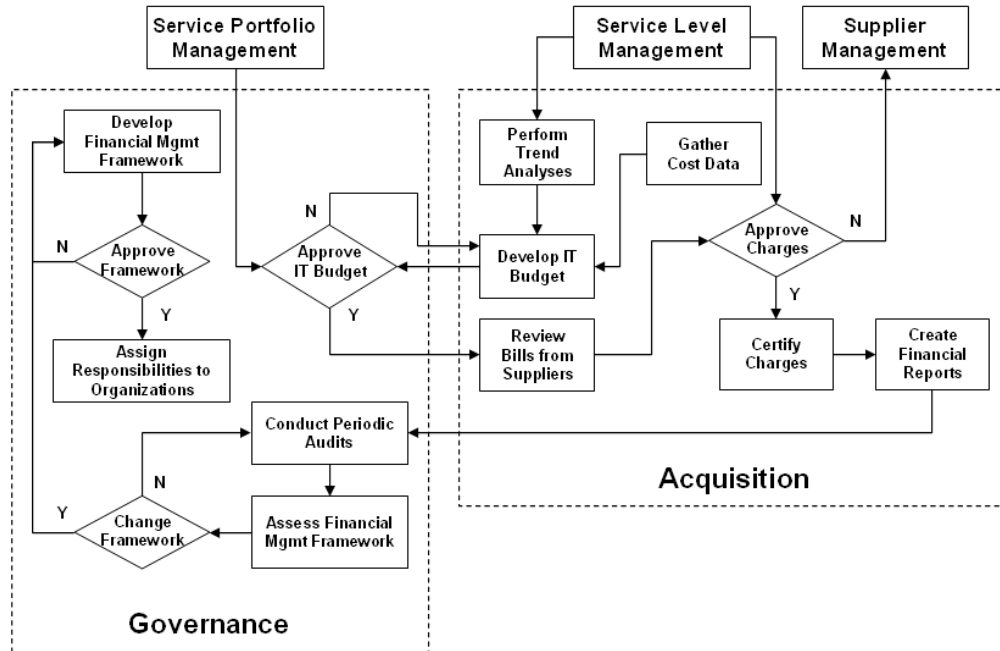 Service Portfolio
Management
Service Level
Management
Supplier
Management
Develop
Financial Mgmt
Framework
N
Approve
Framework
Y
Assign
Responsibilities to
Organizations
N
Approve
IT Budget
Y
Perform
Trend
Analyses
Gather
Cost Data
Develop IT
Budget
Review
Bills from
Suppliers
Approve
Charges
N
Y
Certify
Charges
Create
Financial
Reports
Conduct Periodic
Audits
N
Y
Change
Framework
Assess Financial
Mgmt Framework
Acquisition
Governance